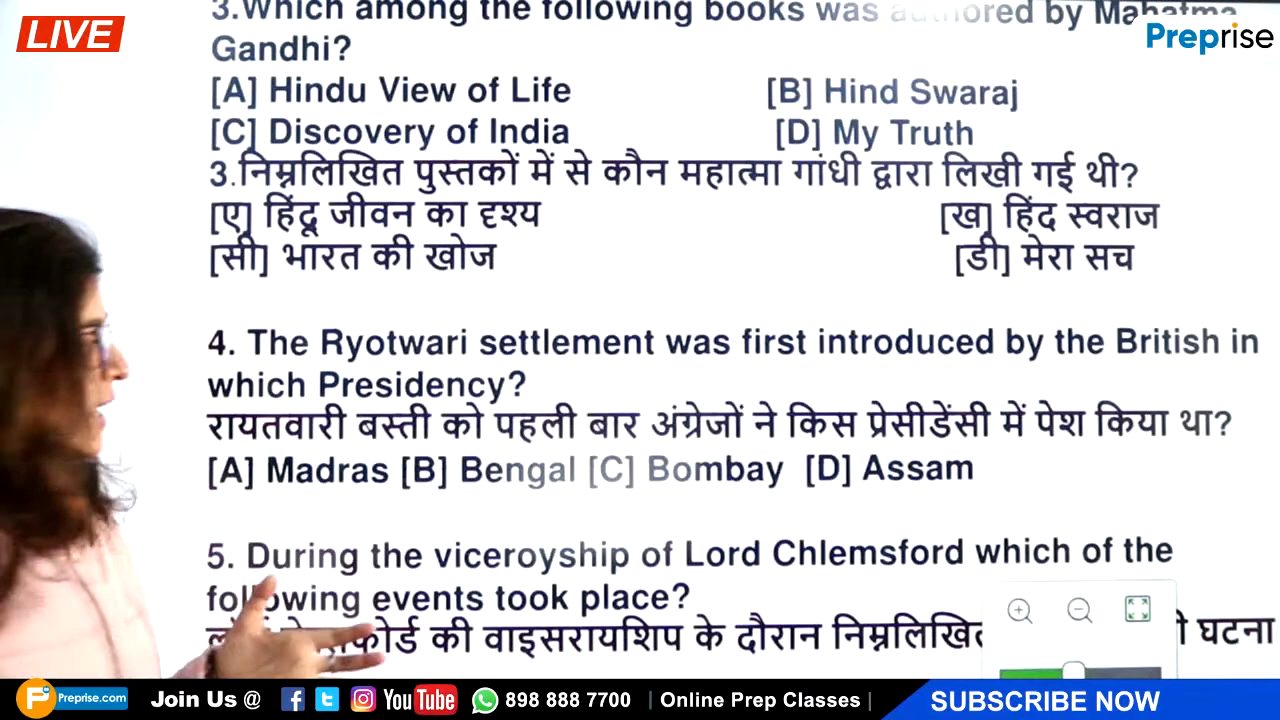 LIVE
3.Which among the following books was authored by Mahatma
Preprise
Gandhi?
[A] Hindu View of Life [B] Hind Swaraj
[C] Discovery of India [D] My Truth
3.निम्नलिखित पुस्तकों में से कौन महात्मा गांधी द्वारा लिखी गई थी?
[ए] हिंदू जीवन का दृश्य [ख] हिंद स्वराज
[सी] भारत की खोज [डी] मेरा सच
4. The Ryotwari settlement was first introduced by the British in
which Presidency?
रायतवारी बस्ती को पहली बार अंग्रेजों ने किस प्रेसीडेंसी में पेश किया था?
[A] Madras [B] Bengal [C] Bombay [D] Assam
5. During the viceroyship of Lord Chlemsford which of the
following events took place?
की वाइसरायशिप के दौरान निम्नलिखित घटना
Preprise.com Join Us @ YouTube 898 888 7700 | Online Prep Classes | SUBSCRIBE NOW